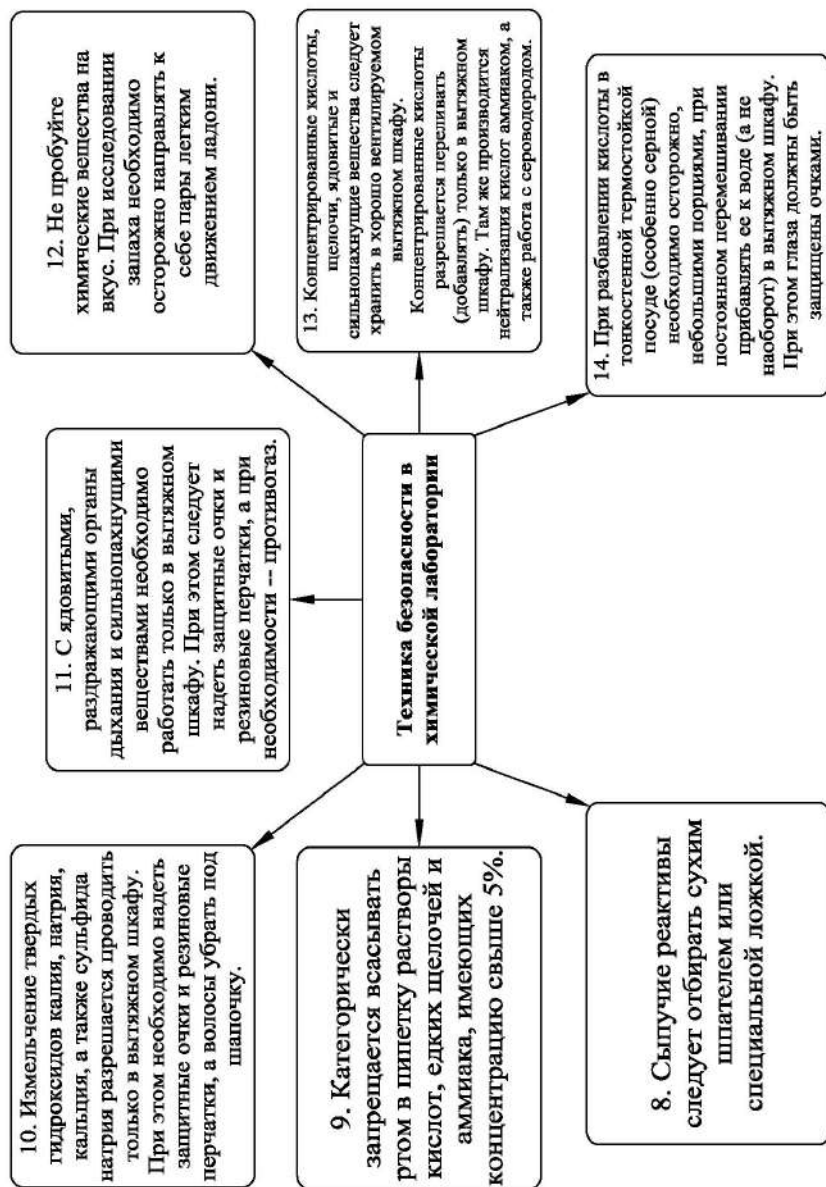 8. Сыпучие реактивы
следует отбирать сухим
шпателем или
специальной ложкой.
9. Категорически
запрещается всасывать
ртом в пипетку растворы
кислот, едких щелочей и
аммиака, имеющих
концентрацию свыше 5%.
10. Измельчение твердых
гидроксидов калия, натрия,
кальция, а также сульфида
натрия разрешается проводить
только в вытяжном шкафу.
При этом необходимо надеть
защитные очки и резиновые
перчатки, а волосы убрать под
шапочку.
11. С ядовитыми,
раздражающими органы
дыхания и сильнопахнущими
веществами необходимо
работать только в вытяжном
шкафу. При этом следует
надеть защитные очки и
резиновые перчатки, а при
необходимости -- противогаз.
Техника безопасности в
химической лаборатории
12. Не пробуйте
химические вещества на
вкус. При исследовании
запаха необходимо
осторожно направлять к
себе пары легким
движением ладони.
13. Концентрированные кислоты,
щелочи, ядовитые и
сильнопахнущие вещества следует
хранить в хорошо вентилируемом
вытяжном шкафу.
Концентрированные кислоты
разрешается переливать
(добавлять) только в вытяжном
шкафу. Там же производится
нейтрализация кислот аммиаком, а
также работа с сероводородом.
14. При разбавлении кислоты в
тонкостенной термостойкой
посуде (особенно серной)
необходимо осторожно,
небольшими порциями, при
постоянном перемешивании
прибавлять ее к воде (а не
наоборот) в вытяжном шкафу.
При этом глаза должны быть
защищены очками.